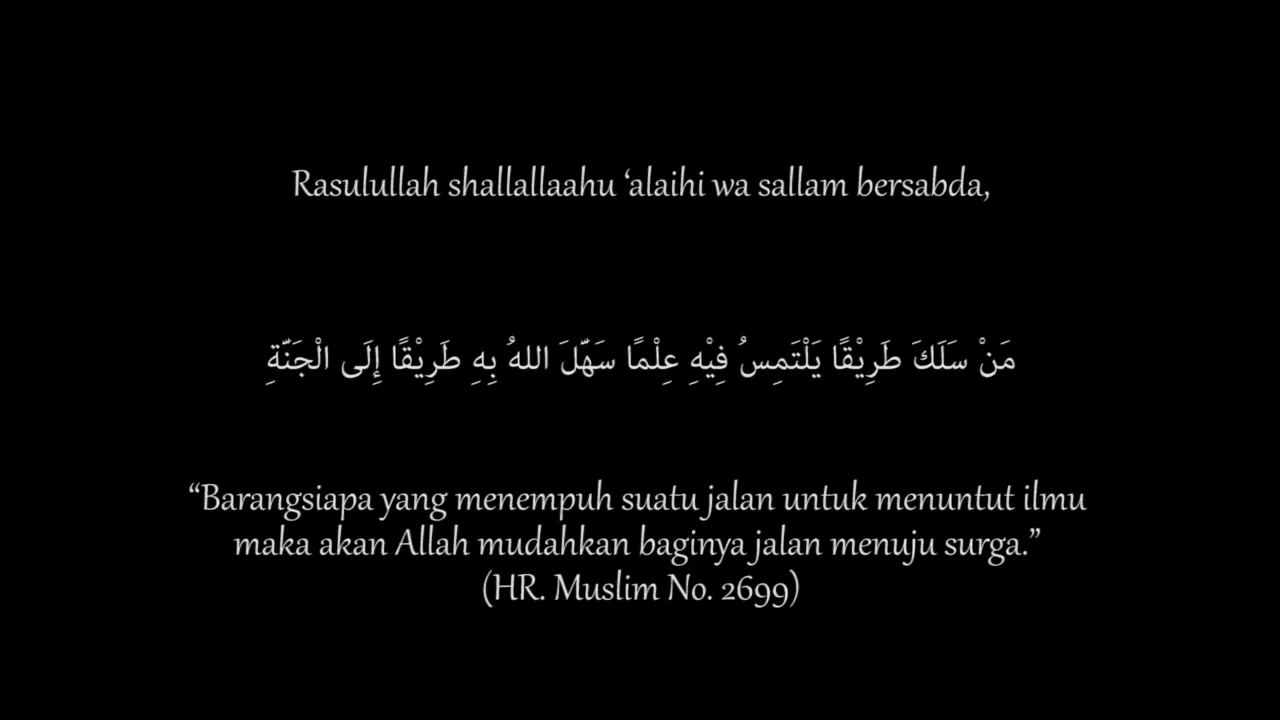 Rasulullah shallallaahu ‘alaihi wa sallam bersabda,
مَنْ سَلَكَ طَرِيْقًا يَلْتَمِسُ فِيْهِ عِلْمًا سَهَّلَ اللهُ بِهِ طَرِيْقًا إِلَى الْجَنَّةِ
“Barangsiapa yang menempuh suatu jalan untuk menuntut ilmu
maka akan Allah mudahkan baginya jalan menuju surga.”
(HR. Muslim No. 2699)